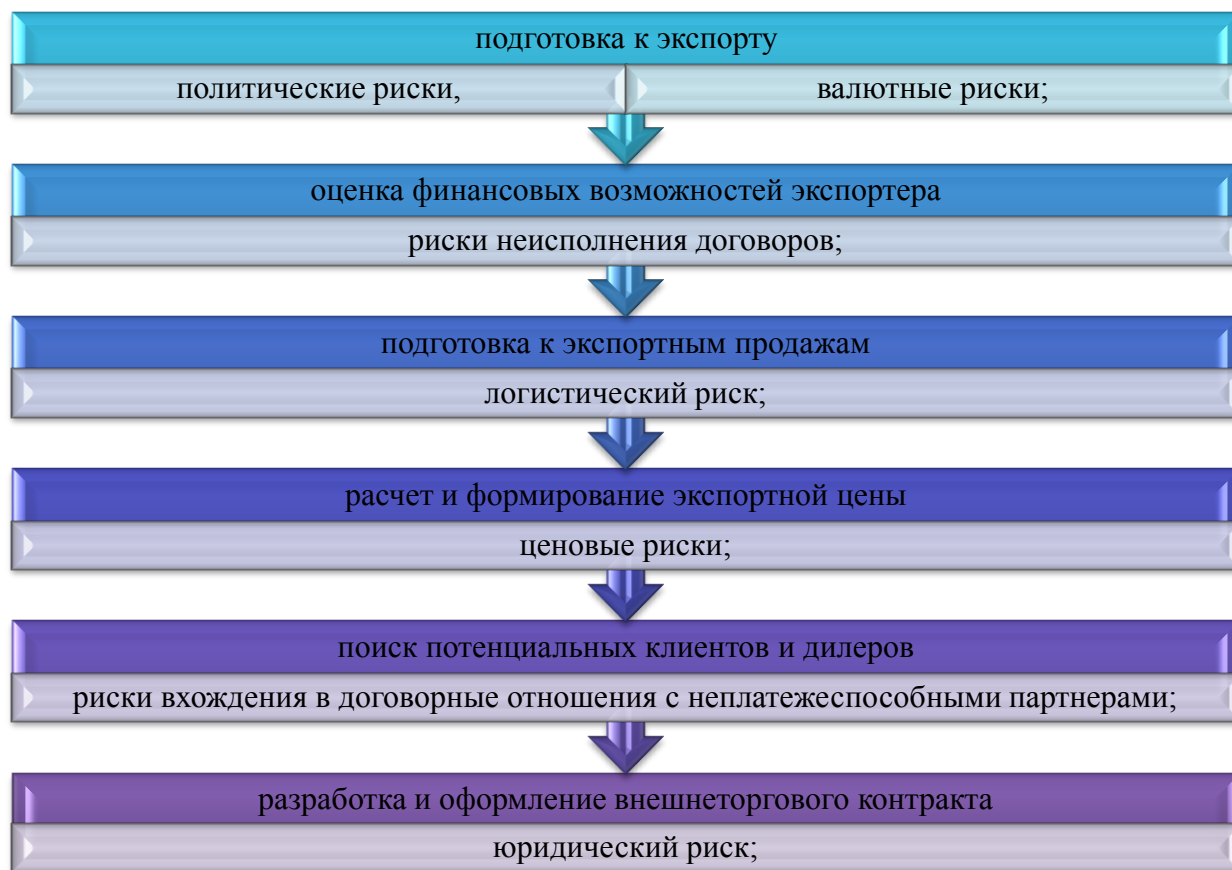 подготовка к экспорту
политические риски,
валютные риски;
оценка финансовых возможностей экспортера
риски неисполнения договоров;
подготовка к экспортным продажам
логистический риск;
расчет и формирование экспортной цены
ценовые риски;
поиск потенциальных клиентов и дилеров
риски вхождения в договорные отношения с неплатежеспособными партнерами;
разработка и оформление внешнеторгового контракта
юридический риск;